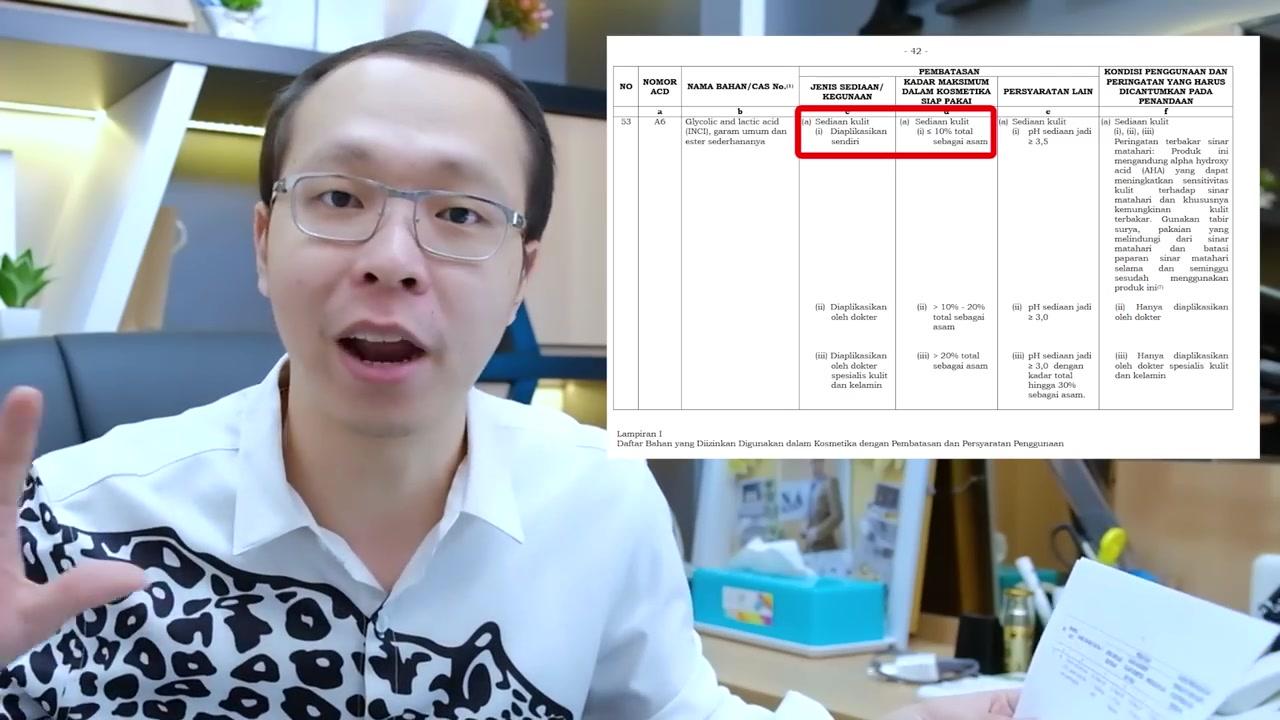 - 42 -
PEMBATASAN
NO
NOMOR ACD
NAMA BAHAN/CAS No.(1)
JENIS SEDIAAN/ KEGUNAAN
KADAR MAKSIMUM DALAM KOSMETIKA SIAP PAKAI
PERSYARATAN LAIN
KONDISI PENGGUNAAN DAN PERINGATAN YANG HARUS DICANTUMKAN PADA PENANDAAN
a
b
c
d
e
f
53
A6
Glycolic and lactic acid
(INCI), garam umum dan
ester sederhananya
(a) Sediaan kulit
(i) Diaplikasikan
sendiri
(a) Sediaan kulit
(i) ≤ 10% total
sebagai asam
(a) Sediaan kulit
(i) pH sediaan jadi
≥ 3,5
(a) Sediaan kulit
(i), (ii), (iii)
Peringatan terbakar sinar
matahari: Produk ini
mengandung alpha hydroxy
acid (AHA) yang dapat
meningkatkan sensitivitas
kulit terhadap sinar
matahari dan khususnya
kemungkinan kulit
terbakar. Gunakan tabir
surya, pakaian yang
melindungi dari sinar
matahari dan batasi
paparan sinar matahari
selama dan seminggu
sesudah menggunakan
produk ini(7)
(ii) Diaplikasikan
oleh dokter
(ii) > 10% - 20%
total sebagai
asam
(ii) pH sediaan jadi
≥ 3,0
(ii) Hanya diaplikasikan
oleh dokter
(iii) Diaplikasikan
oleh dokter
spesialis kulit
dan kelamin
(iii) > 20% total
sebagai asam
(iii) pH sediaan jadi
≥ 3,0 dengan
kadar total
hingga 30%
sebagai asam.
(iii) Hanya diaplikasikan
oleh dokter spesialis kulit
dan kelamin
Lampiran I
Daftar Bahan yang Diizinkan Digunakan dalam Kosmetika dengan Pembatasan dan Persyaratan Penggunaan